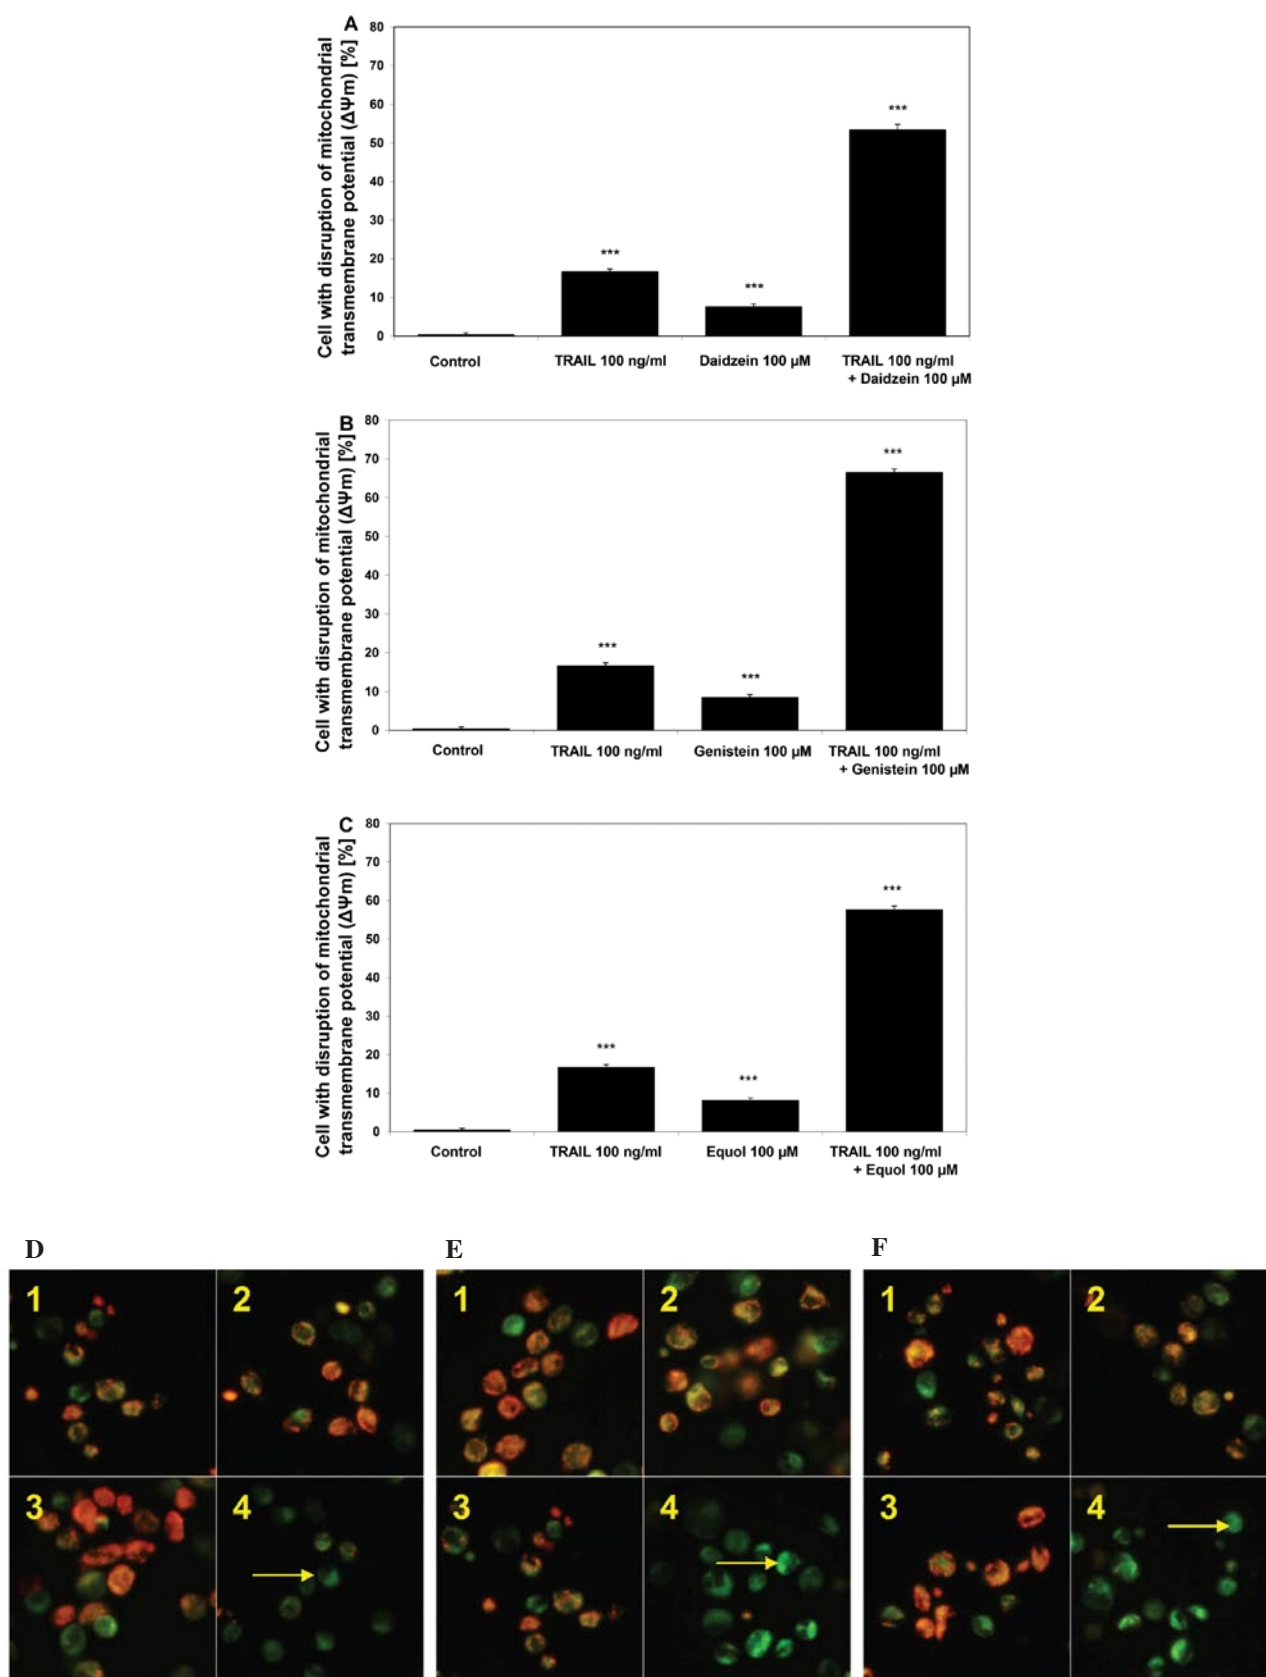 A
Cell with disruption of mitochondrial
transmembrane potential (ΔΨm) [%]
80
70
60
50
40
30
20
10
0
***
***
***
Control
TRAIL 100 ng/ml
Daidzein 100 µM
TRAIL 100 ng/ml
+ Daidzein 100 µM
B
Cell with disruption of mitochondrial
transmembrane potential (ΔΨm) [%]
80
70
60
50
40
30
20
10
0
***
***
***
Control
TRAIL 100 ng/ml
Genistein 100 µM
TRAIL 100 ng/ml
+ Genistein 100 µM
C
Cell with disruption of mitochondrial
transmembrane potential (ΔΨm) [%]
80
70
60
50
40
30
20
10
0
***
***
***
Control
TRAIL 100 ng/ml
Equol 100 µM
TRAIL 100 ng/ml
+ Equol 100 µM
D
1
2
3
4
E
1
2
3
4
F
1
2
3
4